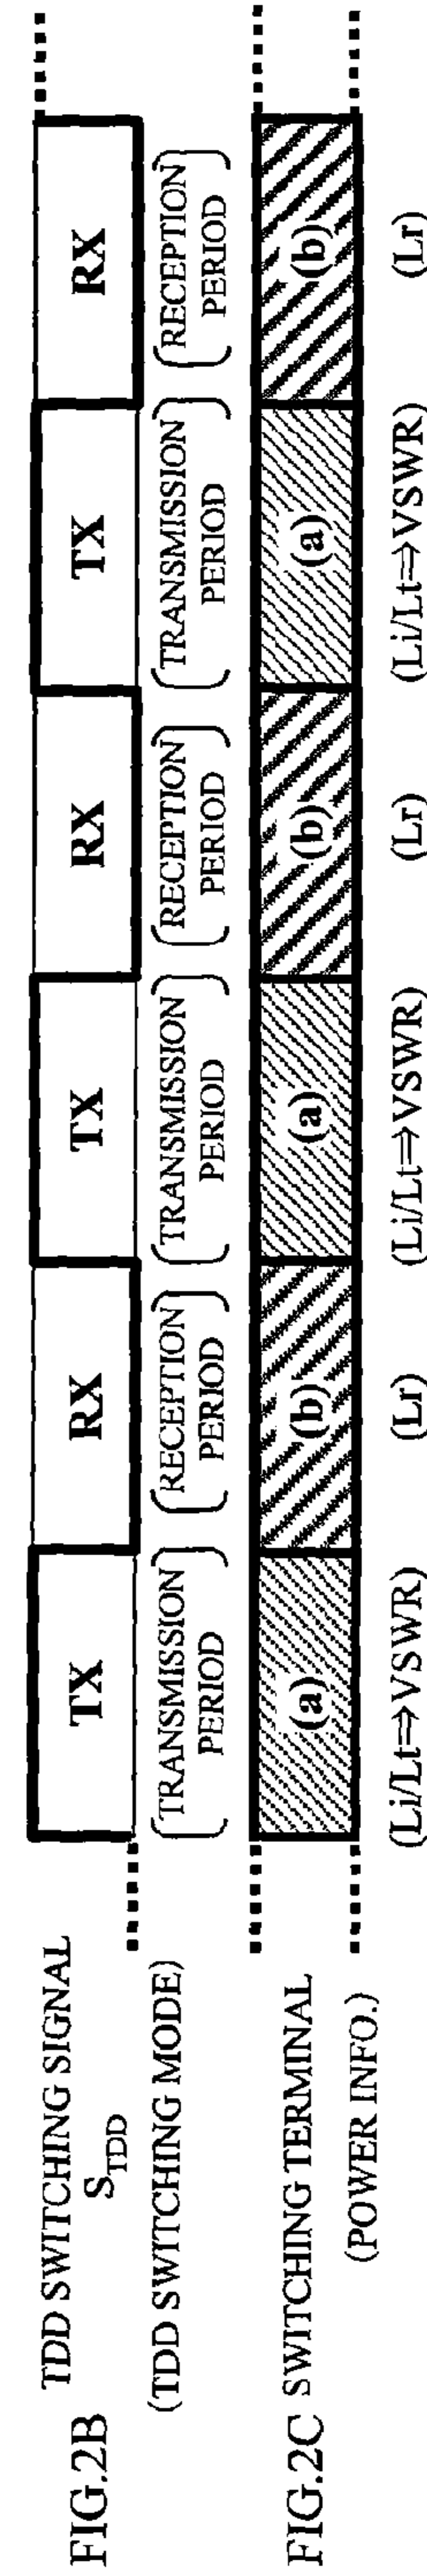 FIG.2B
TDD SWITCHING SIGNAL
S_TDD
TX RX TX RX TX RX
(TDD SWITCHING MODE)
(TRANSMISSION PERIOD) (RECEPTION PERIOD) (TRANSMISSION PERIOD) (RECEPTION PERIOD) (TRANSMISSION PERIOD) (RECEPTION PERIOD)
FIG.2C
SWITCHING TERMINAL
(a) (b) (a) (b) (a) (b)
(POWER INFO.)
(Li/Lt⇒VSWR) (Lr) (Li/Lt⇒VSWR) (Lr) (Li/Lt⇒VSWR) (Lr)